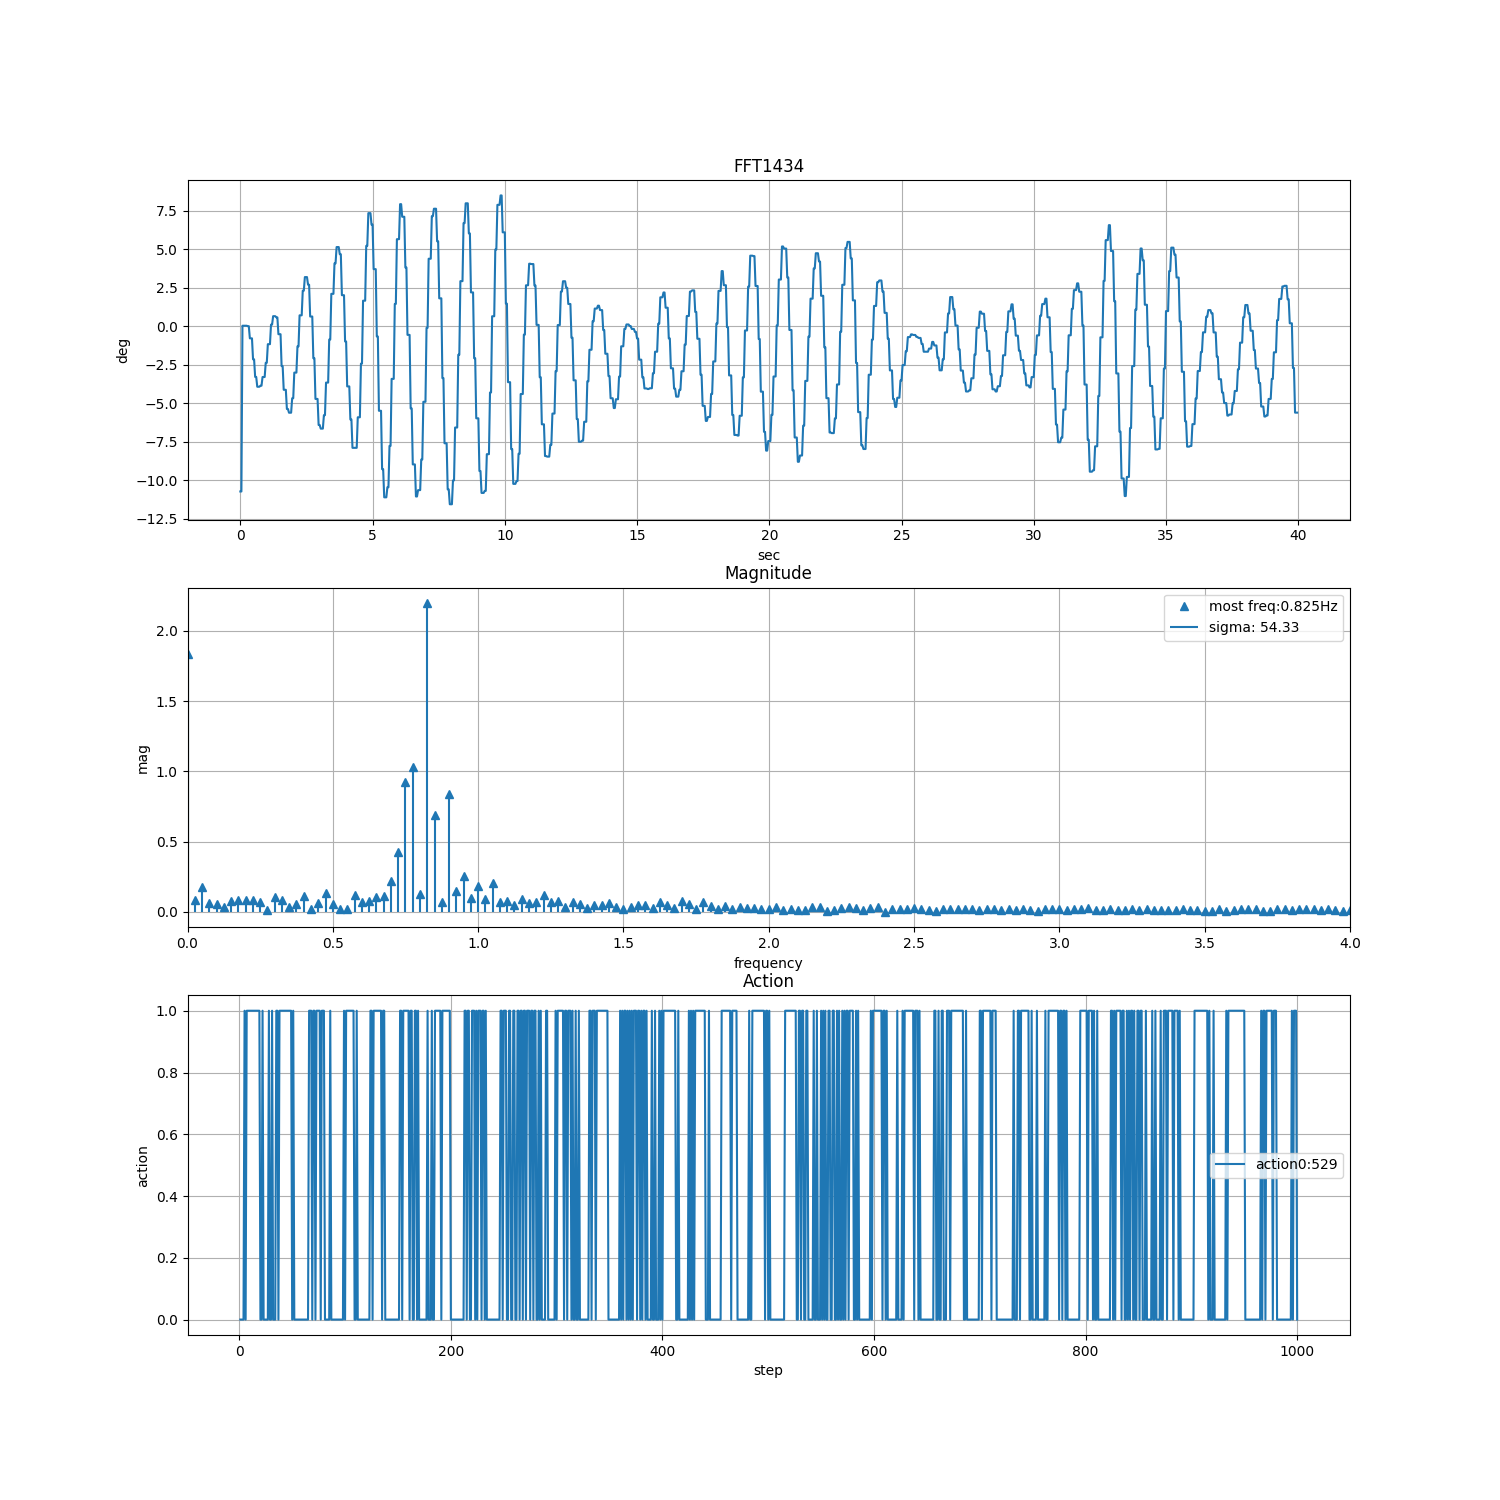 FFT1434
7.5
5.0
2.5
0.0
−2.5
−5.0
−7.5
−10.0
−12.5
deg
0 5 10 15 20 25 30 35 40
sec
Magnitude
most freq:0.825Hz
sigma: 54.33
2.0
1.5
1.0
0.5
0.0
mag
0.0 0.5 1.0 1.5 2.0 2.5 3.0 3.5 4.0
frequency
Action
1.0
0.8
0.6
0.4
0.2
0.0
action
action0:529
0 200 400 600 800 1000
step